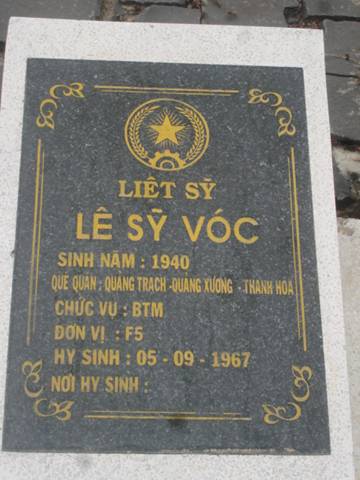 LIỆT SỸ
LÊ SỸ VÓC
SINH NĂM : 1940
QUÊ QUÁN : QUẢNG TRẠCH -QUẢNG XƯƠNG - THANH HÓA
CHỨC VỤ : BTM
ĐƠN VỊ : F5
HY SINH : 05 - 09 - 1967
NƠI HY SINH :